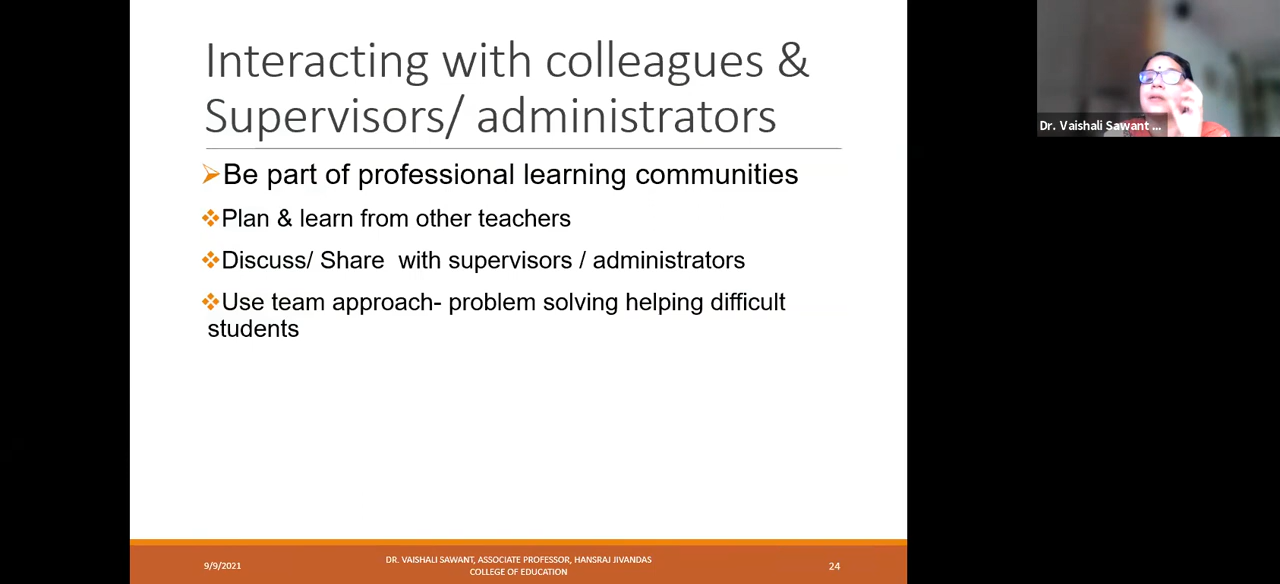 Interacting with colleagues &
Supervisors/ administrators
Be part of professional learning communities
Plan & learn from other teachers
Discuss/ Share with supervisors / administrators
Use team approach- problem solving helping difficult
students
9/9/2021
DR. VAISHALI SAWANT, ASSOCIATE PROFESSOR, HANSRAJ JIVANDAS
COLLEGE OF EDUCATION
24
Dr. Vaishali Sawant ...